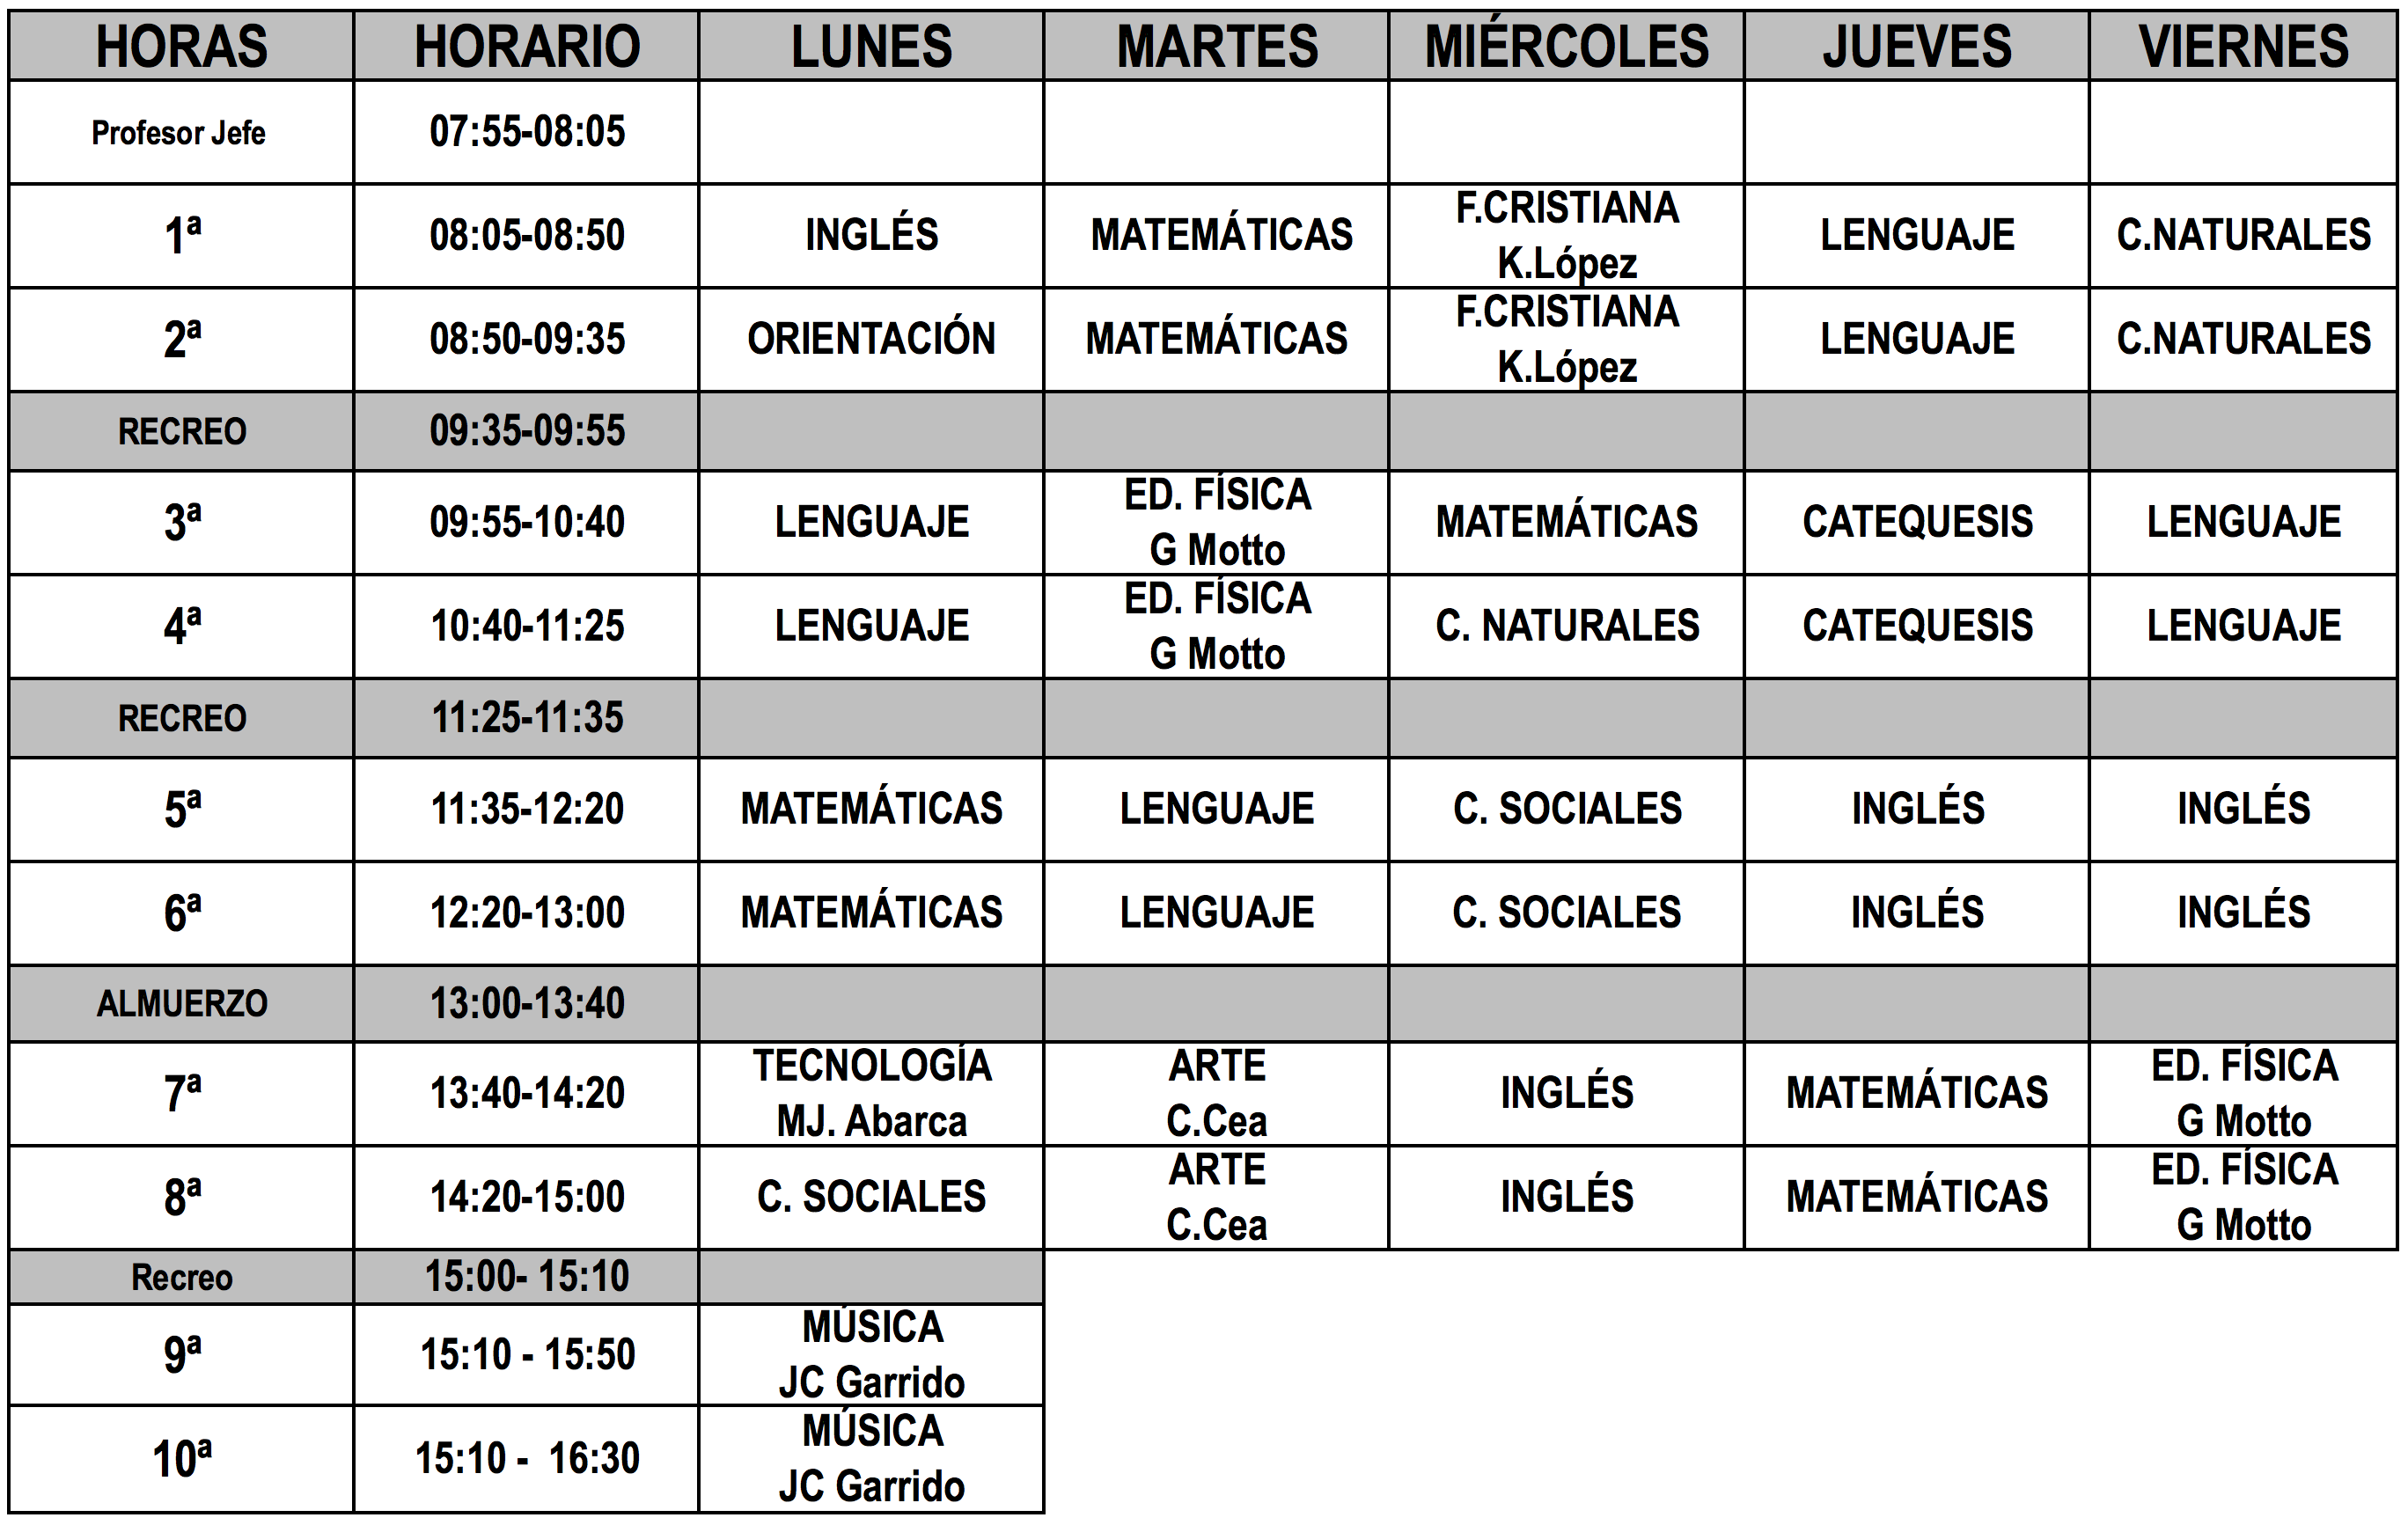 HORAS HORARIO LUNES MARTES MIÉRCOLES JUEVES VIERNES
Profesor Jefe 07:55-08:05
1ª 08:05-08:50 INGLÉS MATEMÁTICAS F.CRISTIANA K.López LENGUAJE C.NATURALES
2ª 08:50-09:35 ORIENTACIÓN MATEMÁTICAS F.CRISTIANA K.López LENGUAJE C.NATURALES
RECREO 09:35-09:55
3ª 09:55-10:40 LENGUAJE ED. FÍSICA G Motto MATEMÁTICAS CATEQUESIS LENGUAJE
4ª 10:40-11:25 LENGUAJE ED. FÍSICA G Motto C. NATURALES CATEQUESIS LENGUAJE
RECREO 11:25-11:35
5ª 11:35-12:20 MATEMÁTICAS LENGUAJE C. SOCIALES INGLÉS INGLÉS
6ª 12:20-13:00 MATEMÁTICAS LENGUAJE C. SOCIALES INGLÉS INGLÉS
ALMUERZO 13:00-13:40
7ª 13:40-14:20 TECNOLOGÍA MJ. Abarca ARTE C.Cea INGLÉS MATEMÁTICAS ED. FÍSICA G Motto
8ª 14:20-15:00 C. SOCIALES ARTE C.Cea INGLÉS MATEMÁTICAS ED. FÍSICA G Motto
Recreo 15:00- 15:10
9ª 15:10 - 15:50 MÚSICA JC Garrido
10ª 15:10 - 16:30 MÚSICA JC Garrido